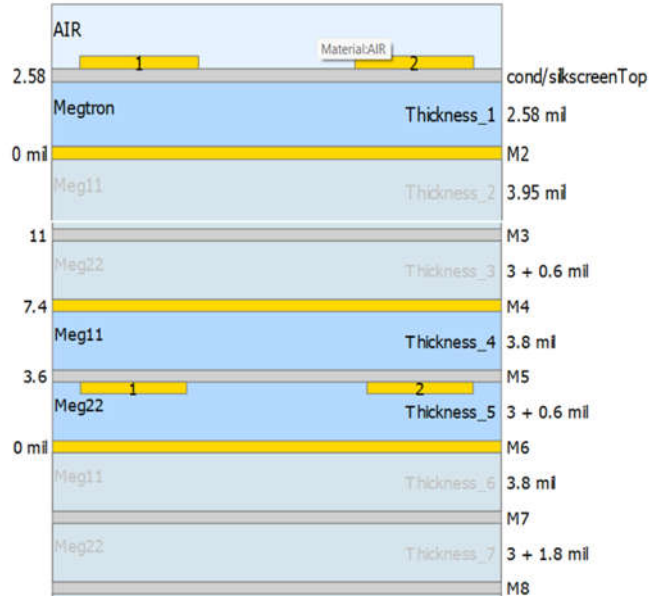 AIR
Material:AIR
1
2
2.58
cond/silkscreenTop
Megtron
Thickness_1
2.58 mil
0 mil
M2
Meg11
Thickness_2
3.95 mil
11
M3
Meg22
Thickness_3
3 + 0.6 mil
7.4
M4
Meg11
Thickness_4
3.8 mil
3.6
M5
1
2
Meg22
Thickness_5
3 + 0.6 mil
0 mil
M6
Meg11
Thickness_6
3.8 mil
M7
Meg22
Thickness_7
3 + 1.8 mil
M8